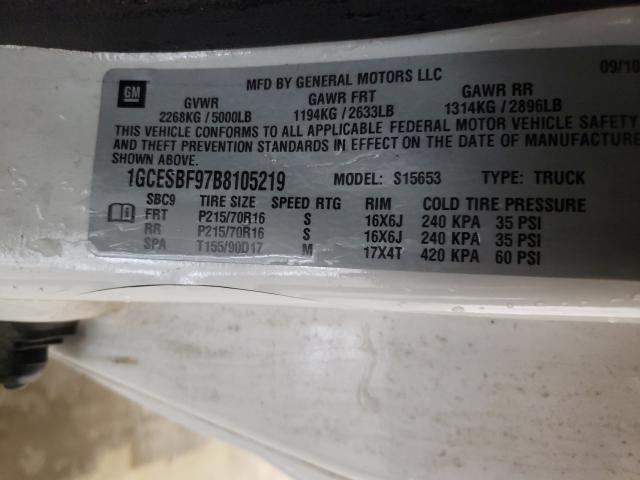 GM
MFD BY GENERAL MOTORS LLC 09/10
GVWR GAWR FRT GAWR RR
2268KG / 5000LB 1194KG / 2633LB 1314KG / 2896LB
THIS VEHICLE CONFORMS TO ALL APPLICABLE FEDERAL MOTOR VEHICLE SAFETY
AND THEFT PREVENTION STANDARDS IN EFFECT ON THE DATE OF MANUFACTURE
SHOWN ABOVE.
1GCESBF97B8105219 MODEL: S15653 TYPE: TRUCK
SBC9 TIRE SIZE SPEED RTG RIM COLD TIRE PRESSURE
FRT P215/70R16 S 16X6J 240 KPA 35 PSI
RR P215/70R16 S 16X6J 240 KPA 35 PSI
SPA T155/90D17 M 17X4T 420 KPA 60 PSI